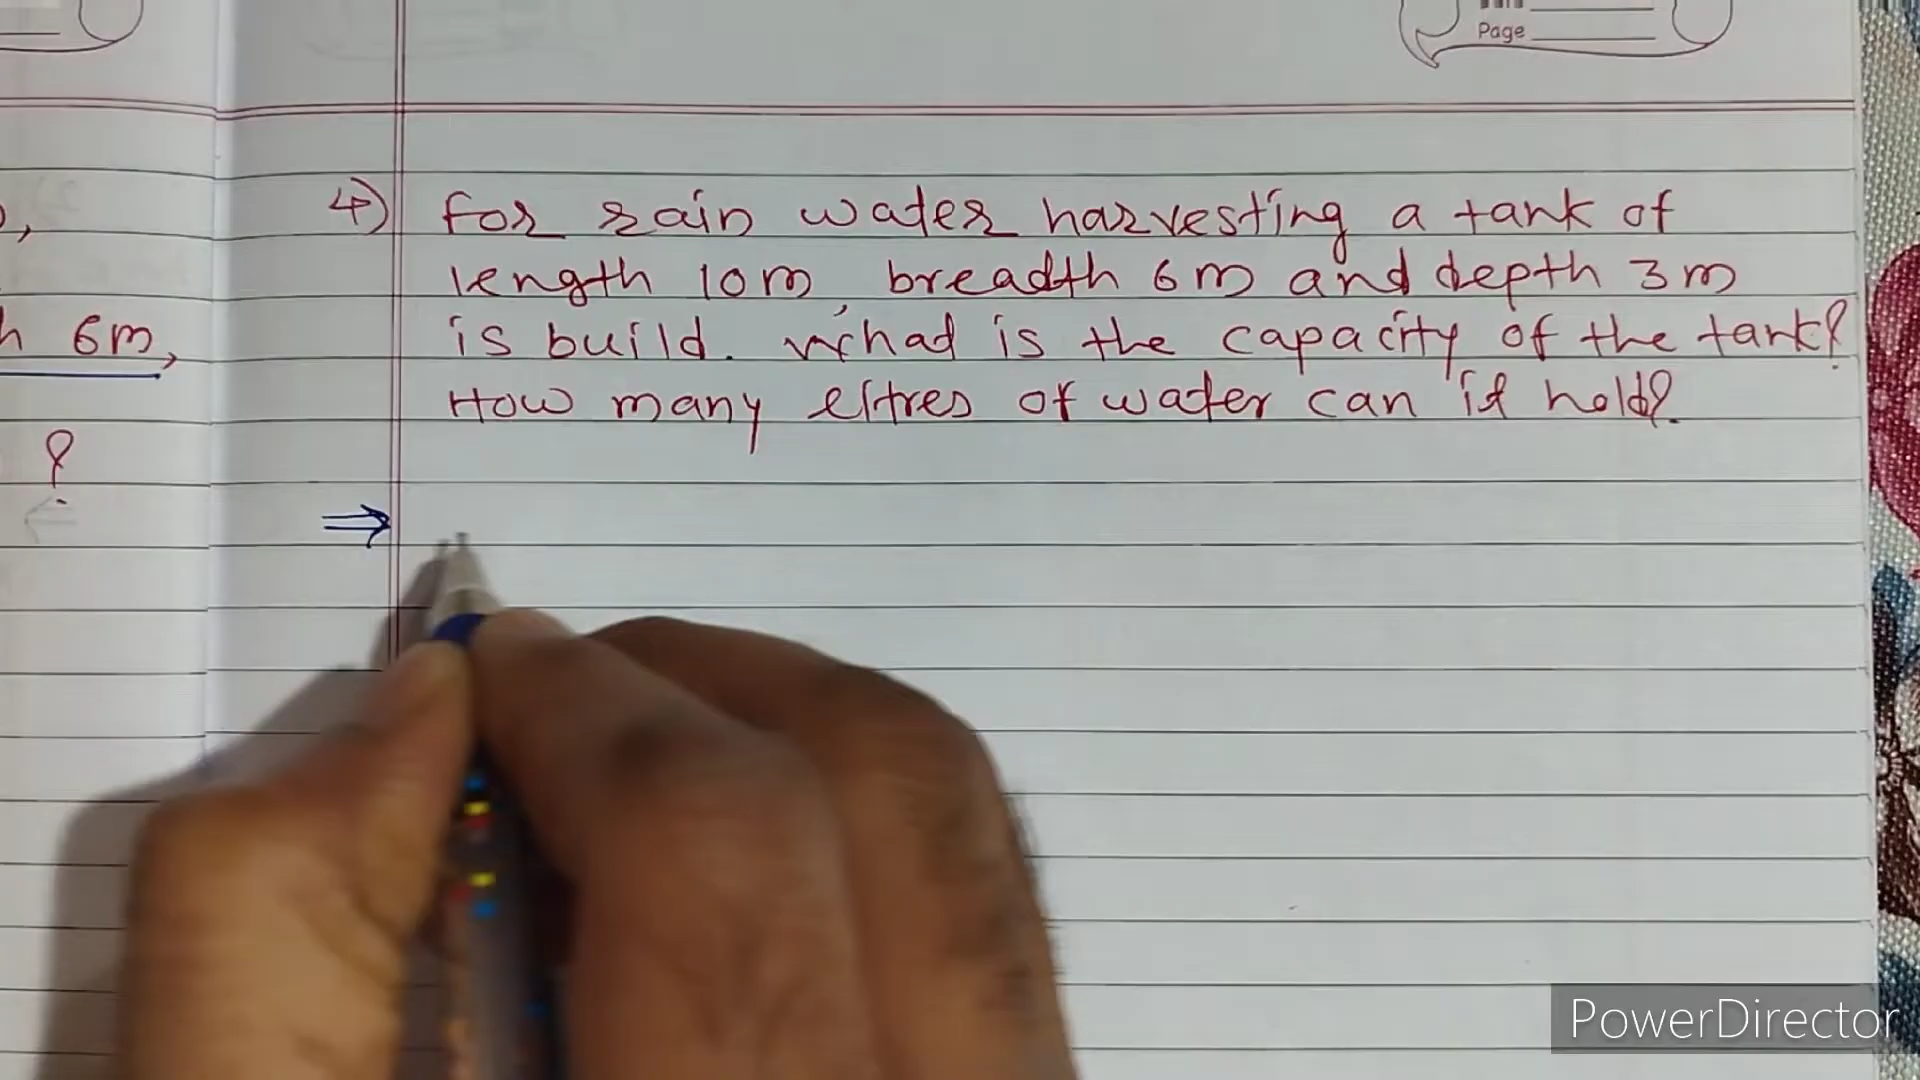 Page
4) For rain water harvesting a tank of
length 10m, breadth 6m and depth 3m
is build. What is the capacity of the tank?
How many litres of water can it hold?
h 6m,
?
⇒
PowerDirector